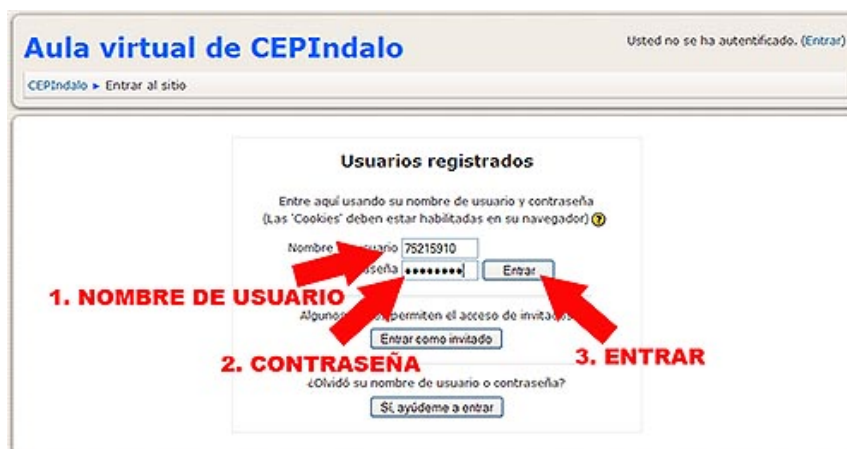 Aula virtual de CEPIndalo
Usted no se ha autentificado. (Entrar)
CEPIndalo ► Entrar al sitio
Usuarios registrados
Entre aquí usando su nombre de usuario y contraseña
(Las 'Cookies' deben estar habilitadas en su navegador) ?
Nombre usuario 75215910
seña ●●●●●●●● Entrar
1. NOMBRE DE USUARIO
Algunos permiten el acceso de invitados
Entrar como invitado
2. CONTRASEÑA
3. ENTRAR
¿Olvidó su nombre de usuario o contraseña?
Sí, ayúdeme a entrar